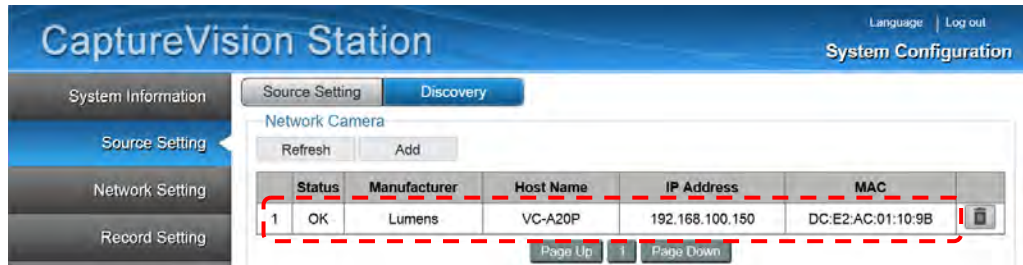 Language | Log out
CaptureVision Station
System Configuration
System Information
Source Setting
Network Setting
Record Setting
Source Setting Discovery
Network Camera
Refresh Add
Status Manufacturer Host Name IP Address MAC
1 OK Lumens VC-A20P 192.168.100.150 DC:E2:AC:01:10:9B
Page Up 1 Page Down